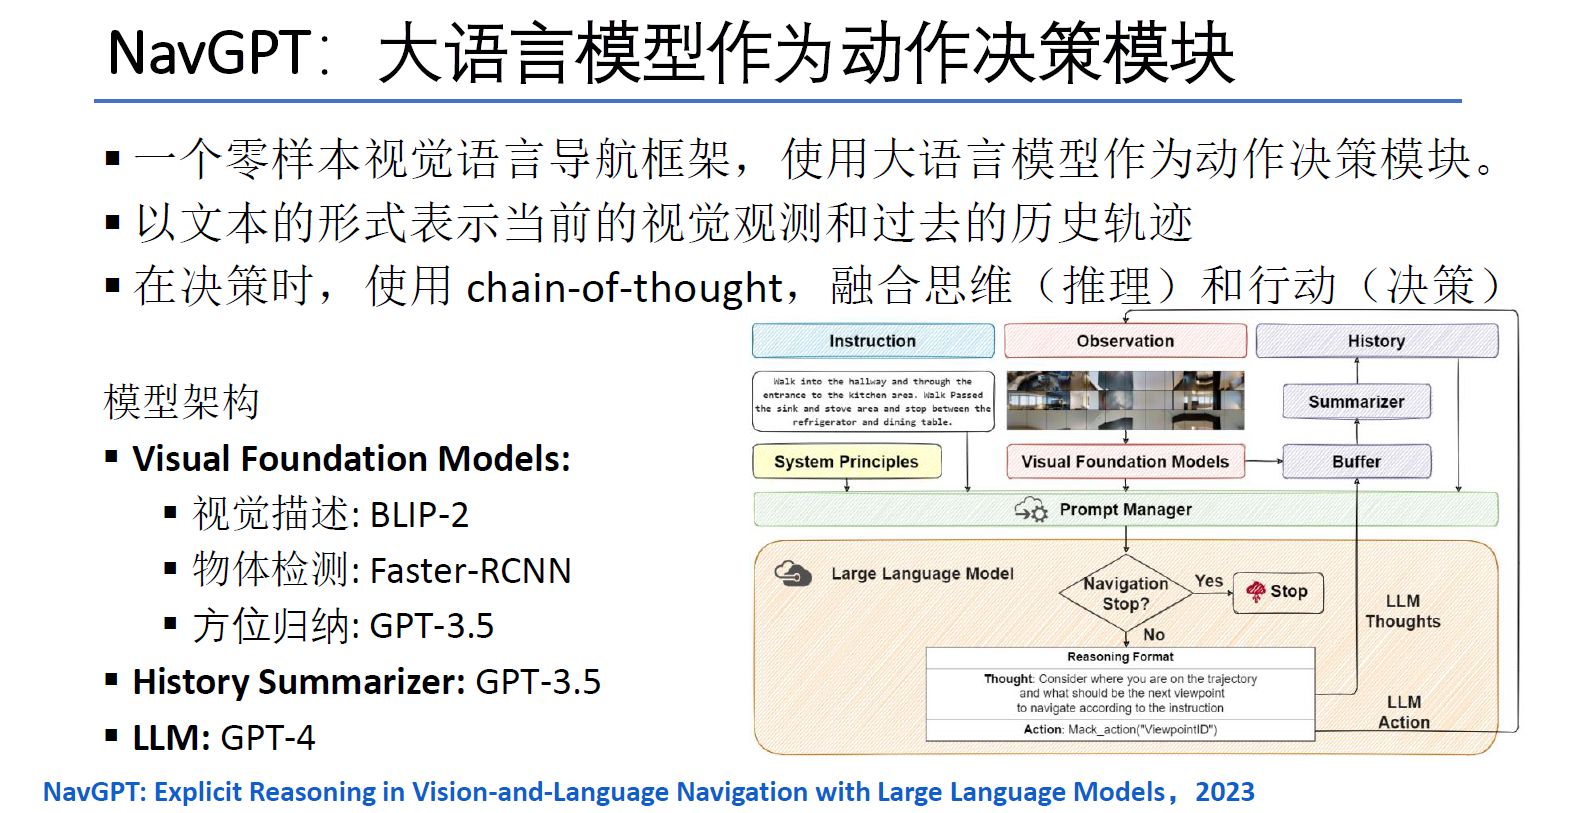 NavGPT：大语言模型作为动作决策模块
▪ 一个零样本视觉语言导航框架，使用大语言模型作为动作决策模块。
▪ 以文本的形式表示当前的视觉观测和过去的历史轨迹
▪ 在决策时，使用 chain-of-thought，融合思维（推理）和行动（决策）
模型架构
▪ Visual Foundation Models:
▪ 视觉描述: BLIP-2
▪ 物体检测: Faster-RCNN
▪ 方位归纳: GPT-3.5
▪ History Summarizer: GPT-3.5
▪ LLM: GPT-4
Instruction
Observation
History
Walk into the hallway and through the
entrance to the kitchen area. Walk Passed
the sink and stove area and stop between the
refrigerator and dining table.
Summarizer
System Principles
Visual Foundation Models
Buffer
Prompt Manager
Large Language Model
Navigation
Stop?
Yes
Stop
No
LLM
Thoughts
Reasoning Format
Thought: Consider where you are on the trajectory
and what should be the next viewpoint
to navigate according to the instruction
Action: Mack_action("ViewpointID")
LLM
Action
NavGPT: Explicit Reasoning in Vision-and-Language Navigation with Large Language Models，2023